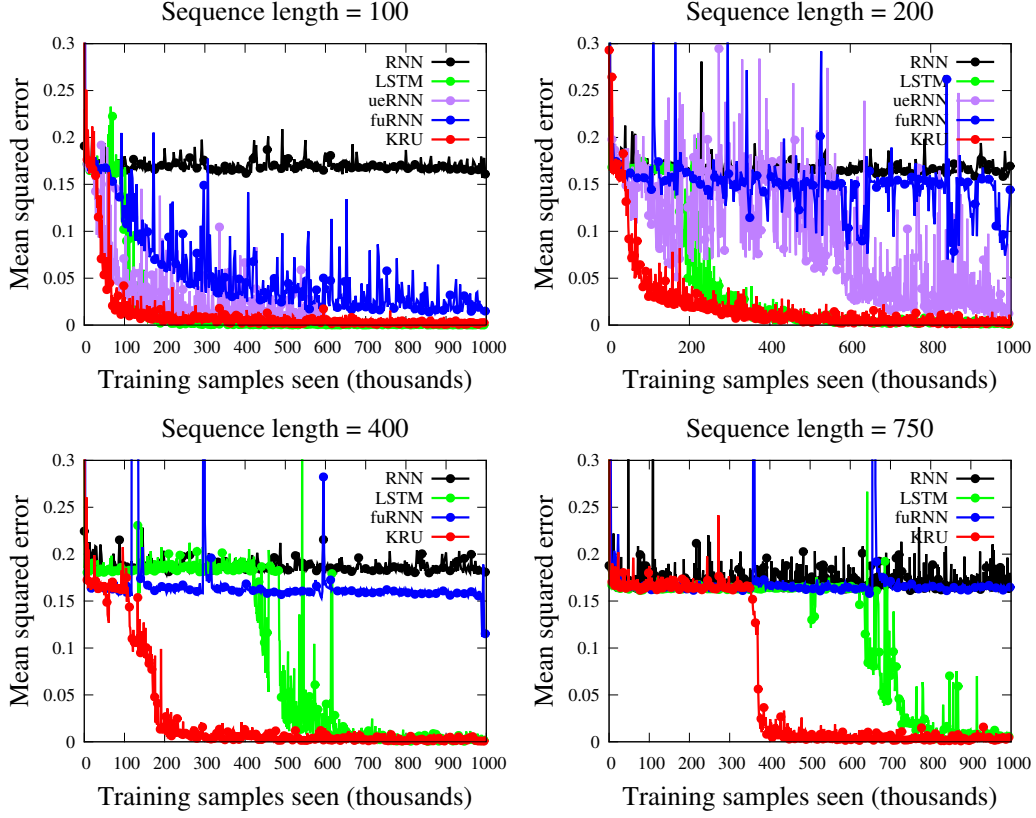 Sequence length = 100
Mean squared error
0.3
0.25
0.2
0.15
0.1
0.05
0
RNN
LSTM
ueRNN
fuRNN
KRU
0 100 200 300 400 500 600 700 800 900 1000
Training samples seen (thousands)
Sequence length = 200
Mean squared error
0.3
0.25
0.2
0.15
0.1
0.05
0
RNN
LSTM
ueRNN
fuRNN
KRU
0 200 400 600 800 1000
Training samples seen (thousands)
Sequence length = 400
Mean squared error
0.3
0.25
0.2
0.15
0.1
0.05
0
RNN
LSTM
fuRNN
KRU
0 100 200 300 400 500 600 700 800 900 1000
Training samples seen (thousands)
Sequence length = 750
Mean squared error
0.3
0.25
0.2
0.15
0.1
0.05
0
RNN
LSTM
fuRNN
KRU
0 100 200 300 400 500 600 700 800 900 1000
Training samples seen (thousands)